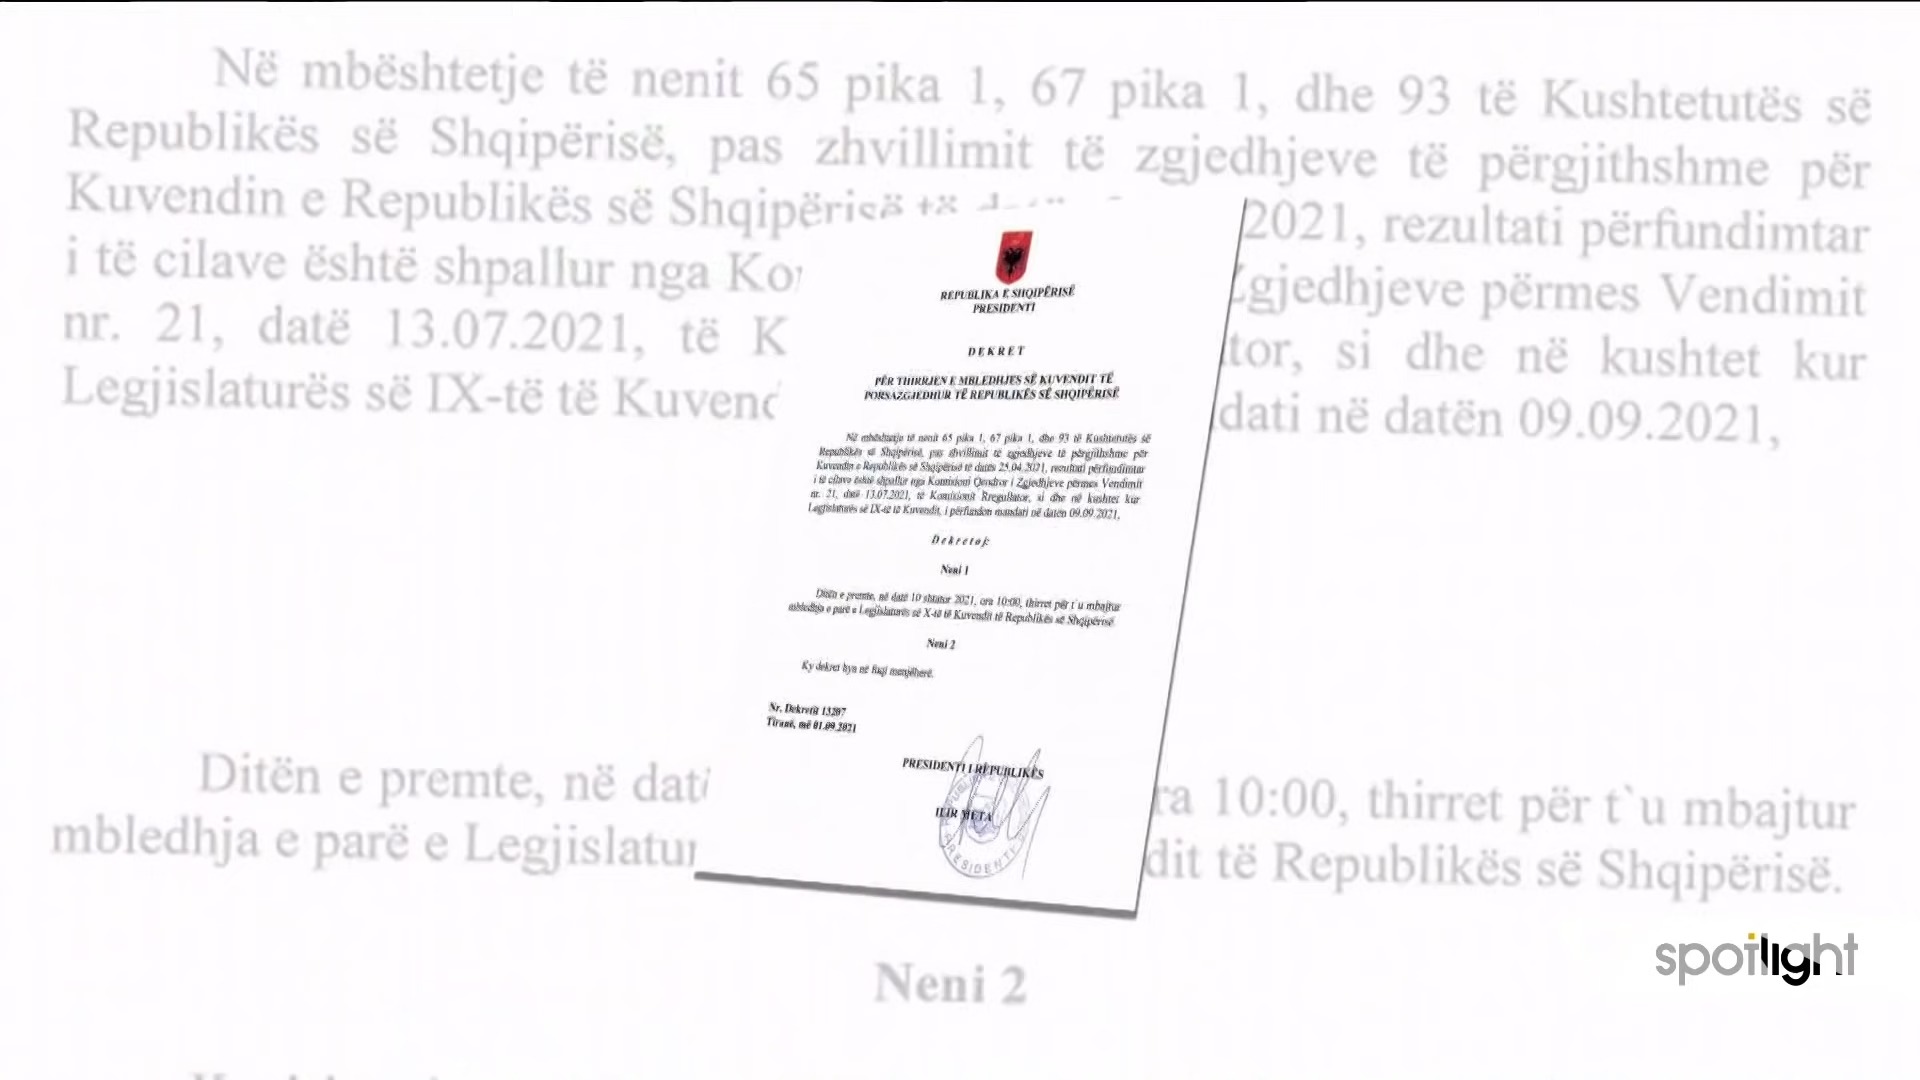 Në mbështetje të nenit 65 pika 1, 67 pika 1, dhe 93 të Kushtetutës së
Republikës së Shqipërisë, pas zhvillimit të zgjedhjeve të përgjithshme për
Kuvendin e Republikës së Shqipërisë të 2021, rezultati përfundimtar
i të cilave është shpallur nga Zgjedhjeve përmes Vendimit
nr. 21, datë 13.07.2021, të si dhe në kushtet kur
Legjislaturës së IX-të të në datën 09.09.2021,
Ditën e premte, në 10:00, thirret për t`u mbajtur
mbledhja e parë e të Republikës së Shqipërisë.
Neni 2
REPUBLIKA E SHQIPËRISË
PRESIDENTI
DEKRET
PËR THIRRJEN E MBLEDHJES SË KUVENDIT TË
PORSAZGJEDHUR TË REPUBLIKËS SË SHQIPËRISË
Në mbështetje të nenit 65 pika 1, 67 pika 1, dhe 93 të Kushtetutës së
Republikës së Shqipërisë, pas zhvillimit të zgjedhjeve të përgjithshme për
Kuvendin e Republikës së Shqipërisë të datës 25.04.2021, rezultati përfundimtar
i të cilave është shpallur nga Komisioni Qendror i Zgjedhjeve përmes Vendimit
nr. 21, datë 13.07.2021, të Komisionit Rregullator, si dhe në kushtet kur
Legjislaturës së IX-të të Kuvendit, i përfundon mandati në datën 09.09.2021,
Dekretoj:
Neni 1
Ditën e premte, në datë 10 shtator 2021, ora 10:00, thirret për t`u mbajtur
mbledhja e parë e Legjislaturës së X-të të Kuvendit të Republikës së Shqipërisë.
Neni 2
Ky dekret hyn në fuqi menjëherë.
Nr. Dekretit 13207
Tiranë, më 01.09.2021
PRESIDENTI I REPUBLIKËS
ILIR META
PRESIDENTI
spotlight